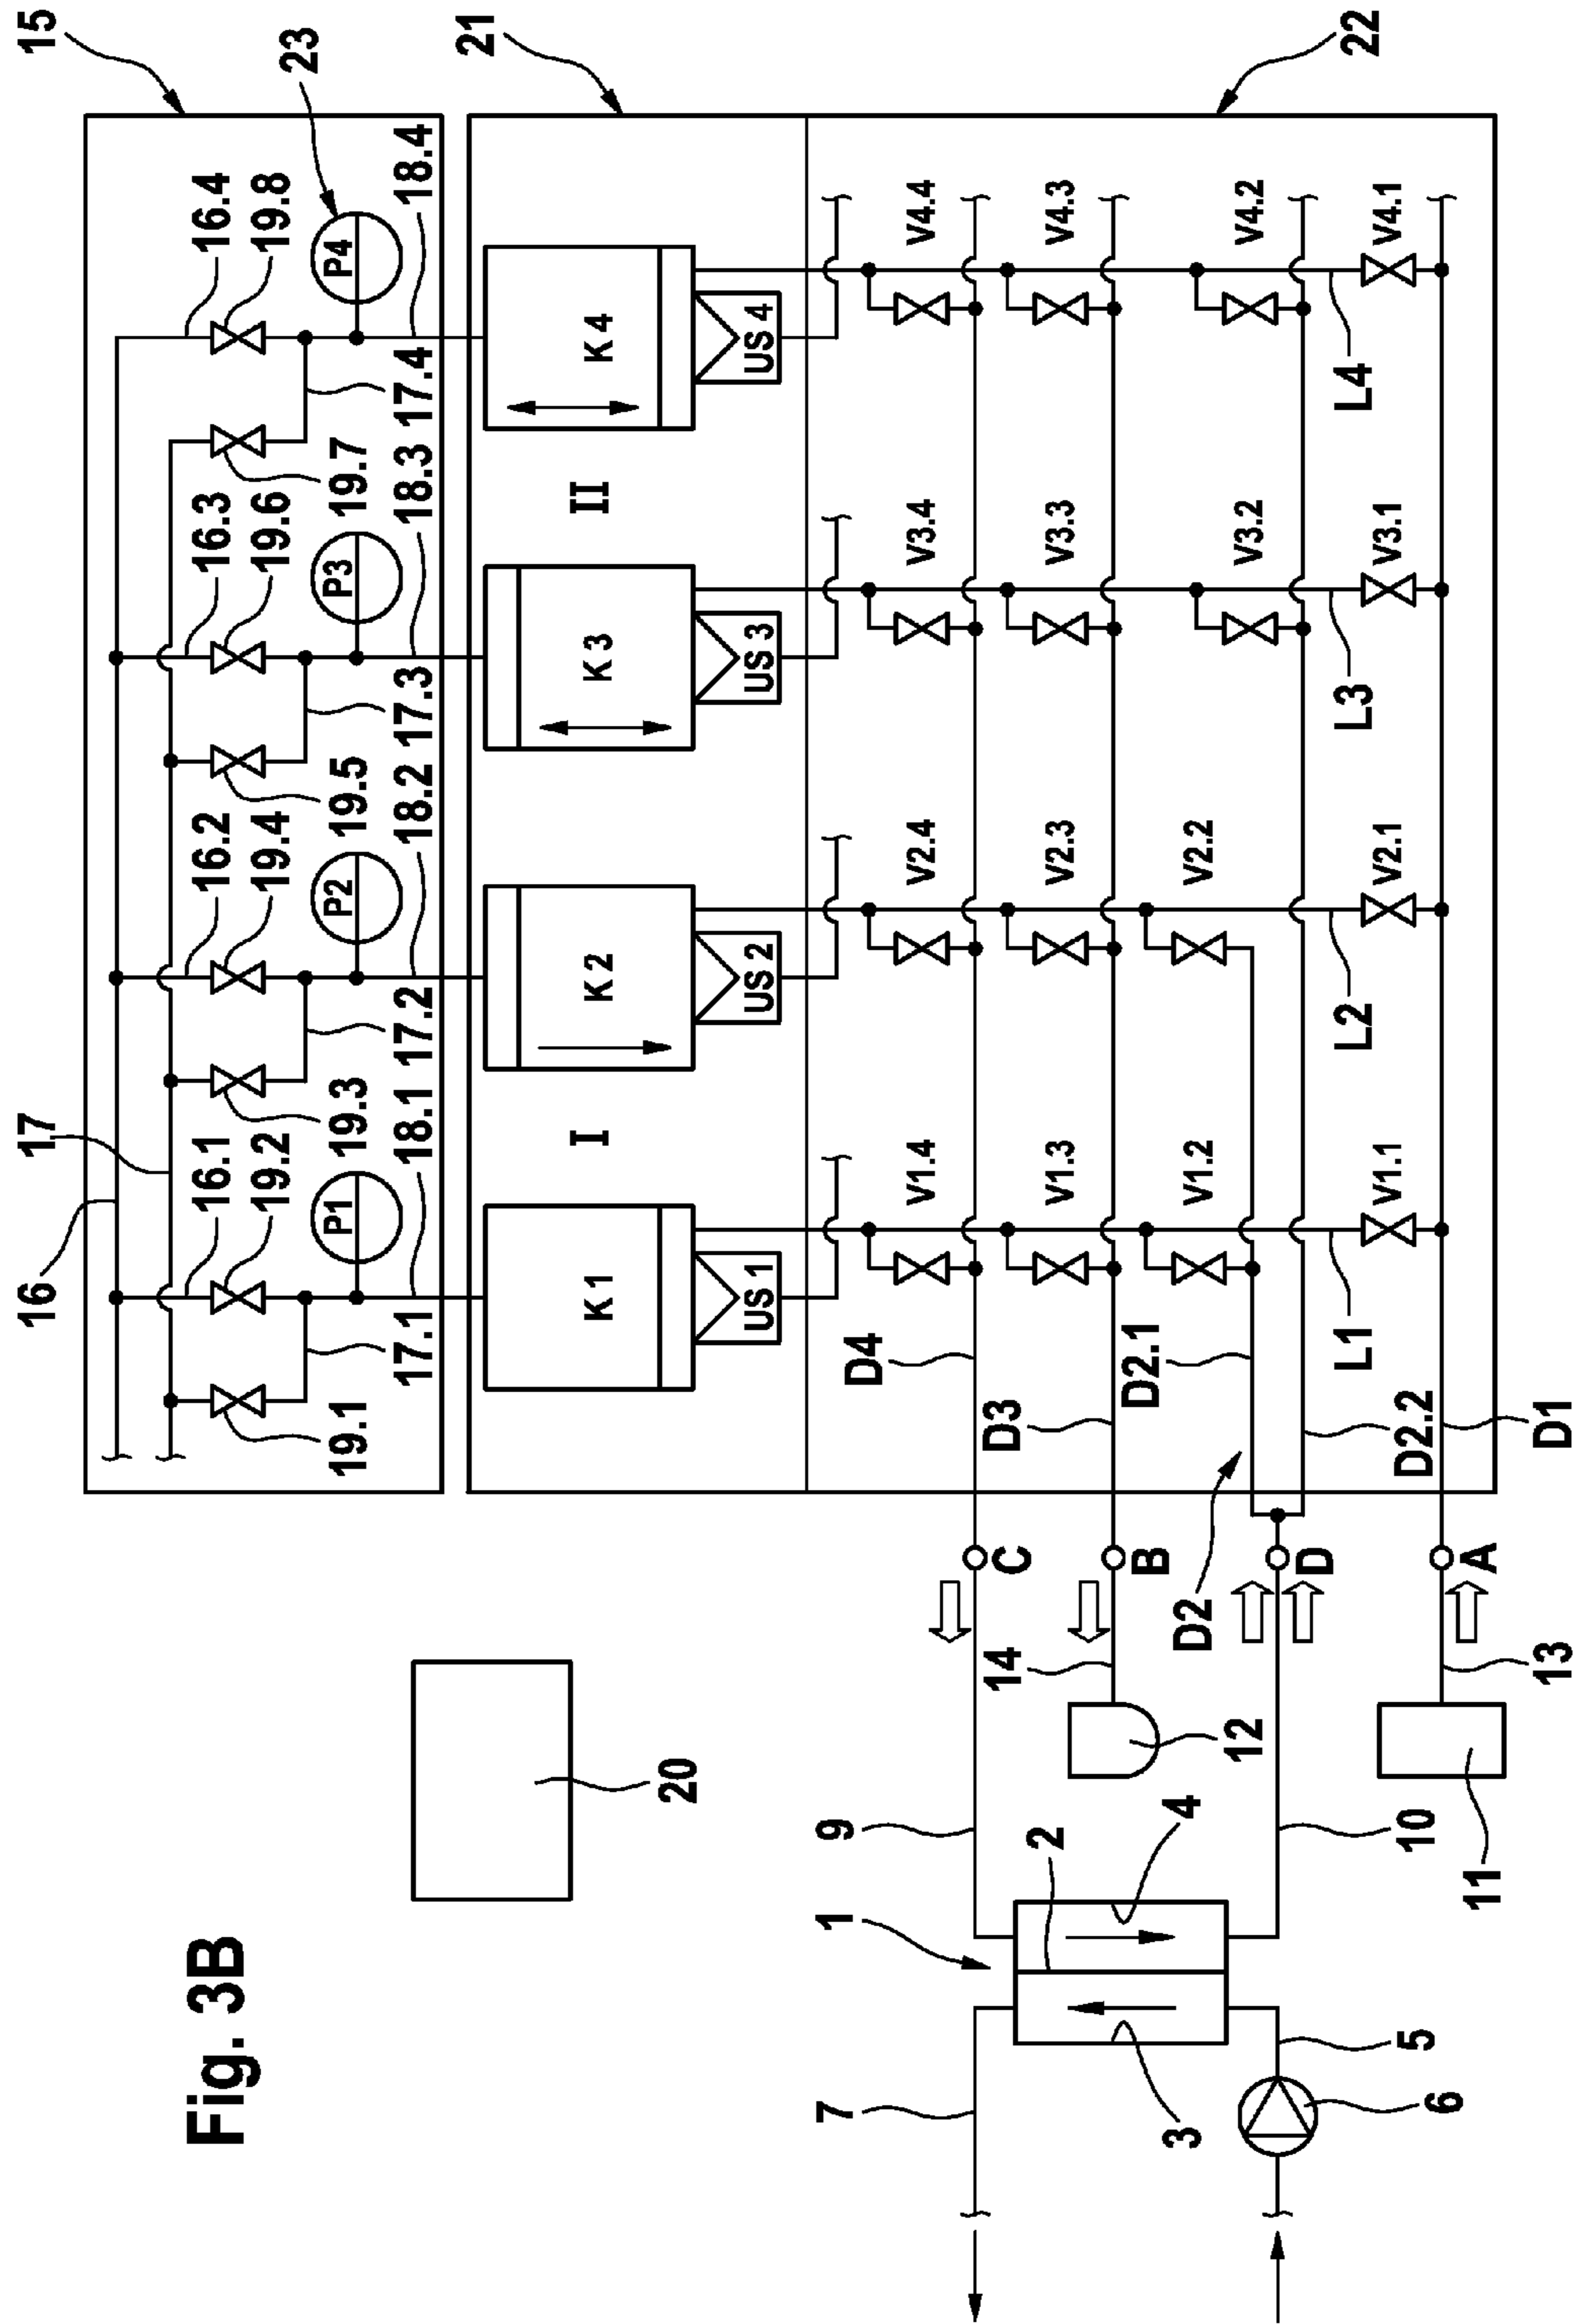 Fig. 3B
15
23
16
17
16.1
19.2
16.2
19.4
16.3
19.6
16.4
19.8
P1
P2
P3
P4
19.1
19.3
19.5
19.7
17.1
18.1
17.2
18.2
17.3
18.3
17.4
18.4
21
I
II
K1
K2
K3
K4
US 1
US 2
US 3
US 4
22
20
D4
V1.4
V2.4
V3.4
V4.4
D3
V1.3
V2.3
V3.3
V4.3
D2.1
V1.2
V2.2
V3.2
V4.2
L1
L2
L3
L4
D2.2
V1.1
V2.1
V3.1
V4.1
D1
7
1
9
C
2
14
B
3
4
12
D2
D
5
10
A
6
11
13